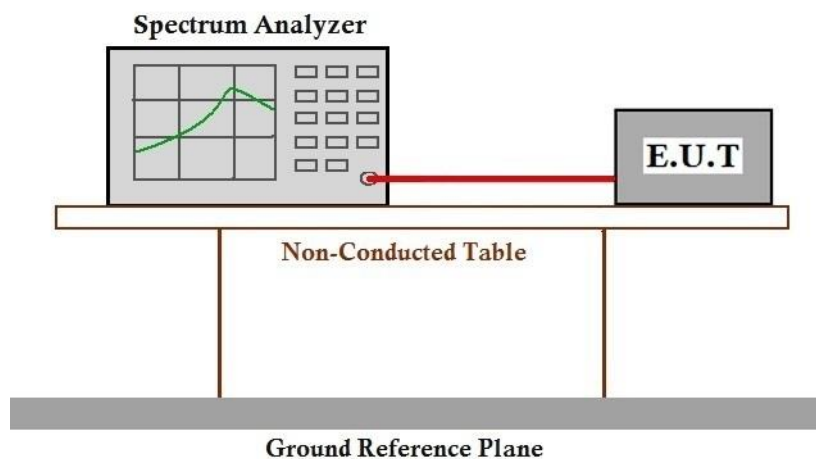 Spectrum Analyzer
E.U.T
Non-Conducted Table
Ground Reference Plane